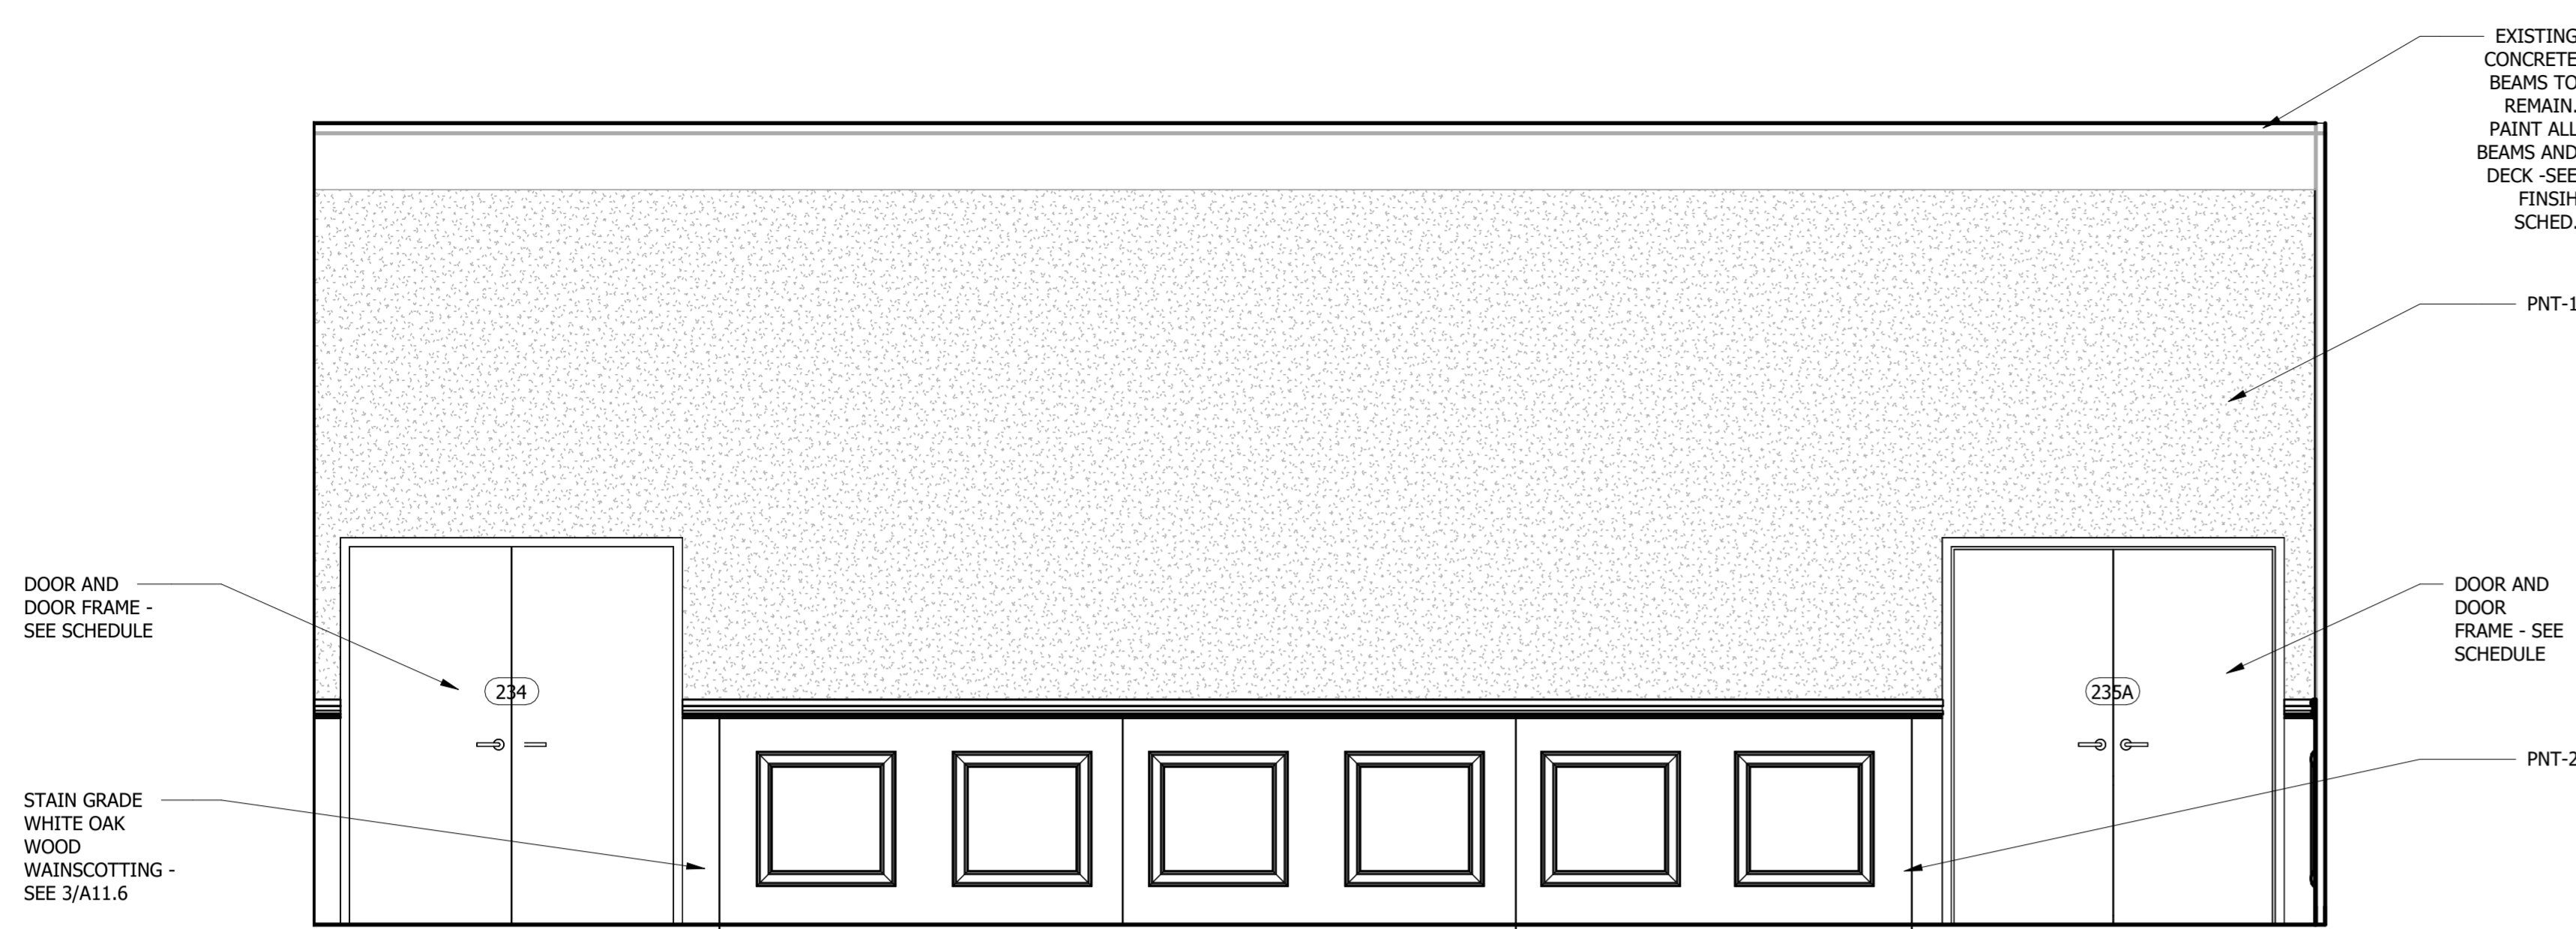 EXISTING
CONCRETE
BEAMS TO
REMAIN.
PAINT ALL
BEAMS AND
DECK -SEE
FINSIH
SCHED.
PNT-1
DOOR AND
DOOR FRAME -
SEE SCHEDULE
234
235A
DOOR AND
DOOR
FRAME - SEE
SCHEDULE
STAIN GRADE
WHITE OAK
WOOD
WAINSCOTTING -
SEE 3/A11.6
PNT-2